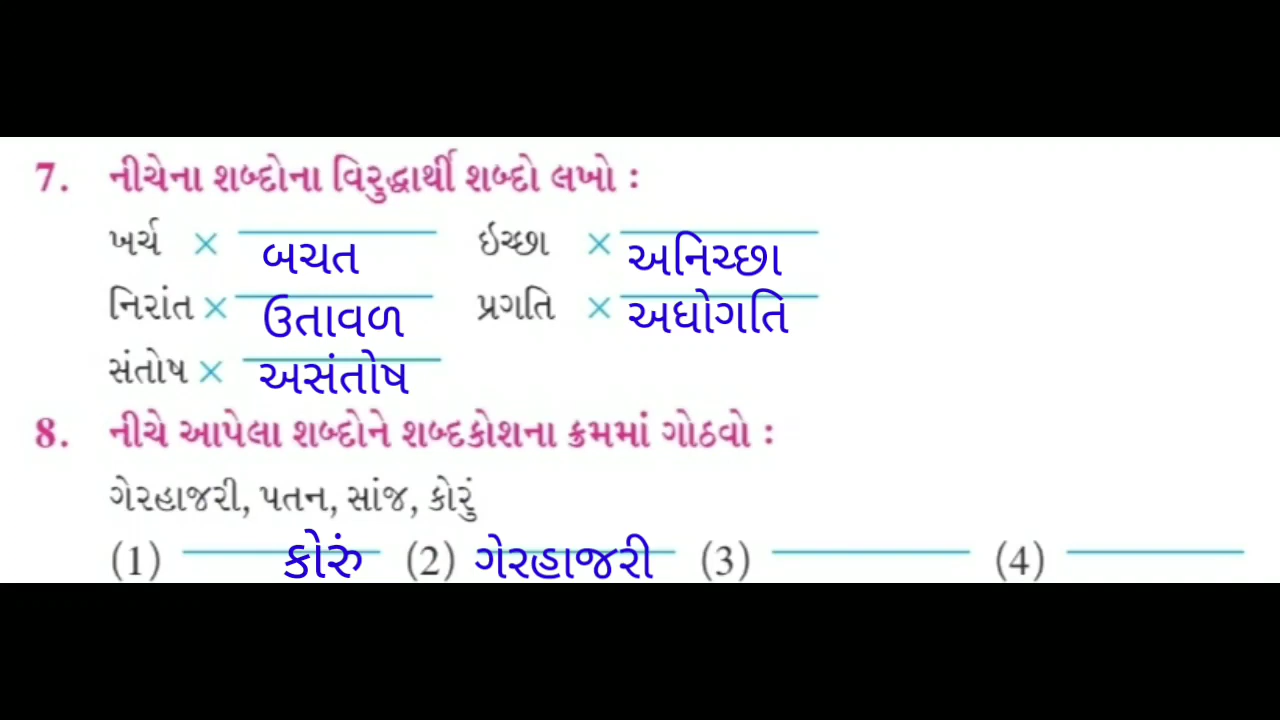 7. નીચેના શબ્દોના વિરુદ્ધાર્થી શબ્દો લખો :
ખર્ચ × બચત ઇચ્છા × અનિચ્છા
નિરાંત × ઉતાવળ પ્રગતિ × અધોગતિ
સંતોષ × અસંતોષ
8. નીચે આપેલા શબ્દોને શબ્દકોશના ક્રમમાં ગોઠવો :
ગેરહાજરી, પતન, સાંજ, કોરું
(1) કોરું (2) ગેરહાજરી (3) (4)